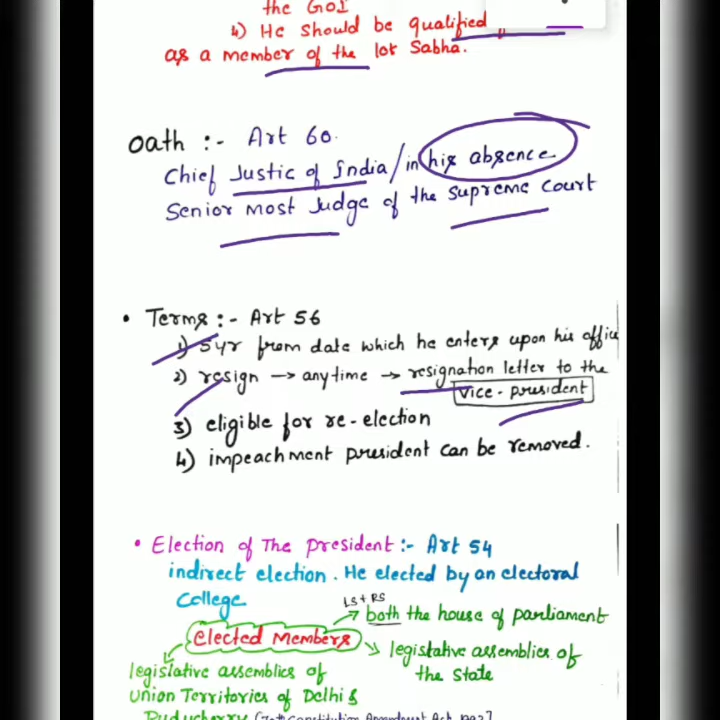 the GOI
4) He should be qualified
as a member of the lok Sabha.
Oath :- Art 60.
Chief Justic of India/in his absence
Senior most Judge of the supreme court
• Terms :- Art 56
1) 5yr from date which he enters upon his office
2) resign → anytime → resignation letter to the
vice - president
3) eligible for re-election
4) impeachment president can be removed.
• Election of The president :- Art 54
indirect election. He elected by an electoral
College
LS + RS
both the house of parliament
elected Members
legislative assemblies of
the state
legislative assemblies of
union Territories of Delhi &
Puducherry